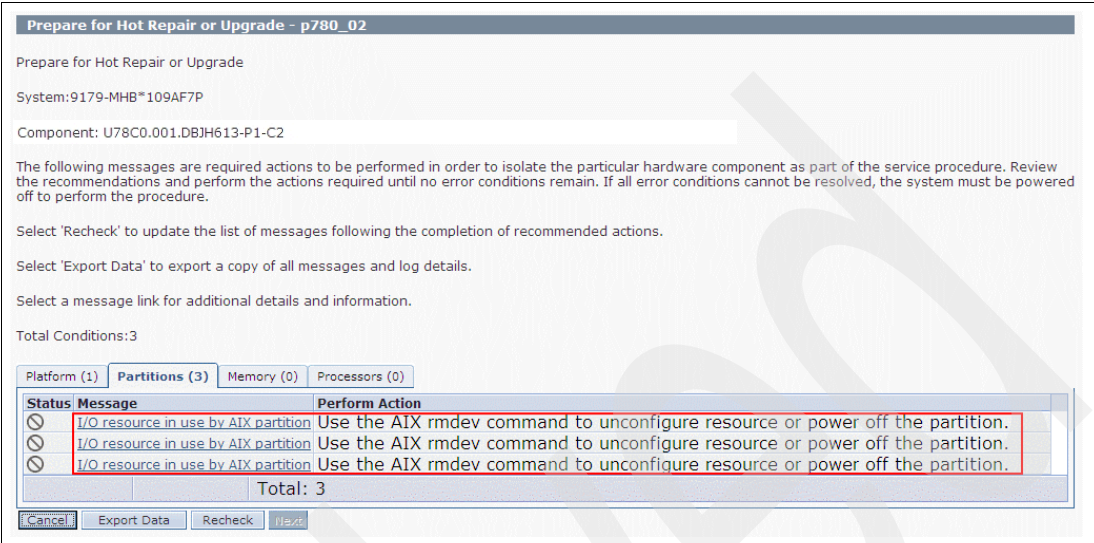 Prepare for Hot Repair or Upgrade - p780_02
Prepare for Hot Repair or Upgrade
System:9179-MHB*109AF7P
Component: U78C0.001.DBJH613-P1-C2
The following messages are required actions to be performed in order to isolate the particular hardware component as part of the service procedure. Review
the recommendations and perform the actions required until no error conditions remain. If all error conditions cannot be resolved, the system must be powered
off to perform the procedure.
Select 'Recheck' to update the list of messages following the completion of recommended actions.
Select 'Export Data' to export a copy of all messages and log details.
Select a message link for additional details and information.
Total Conditions:3
Platform (1) Partitions (3) Memory (0) Processors (0)
Status Message Perform Action
I/O resource in use by AIX partition Use the AIX rmdev command to unconfigure resource or power off the partition.
I/O resource in use by AIX partition Use the AIX rmdev command to unconfigure resource or power off the partition.
I/O resource in use by AIX partition Use the AIX rmdev command to unconfigure resource or power off the partition.
Total: 3
Cancel Export Data Recheck Next